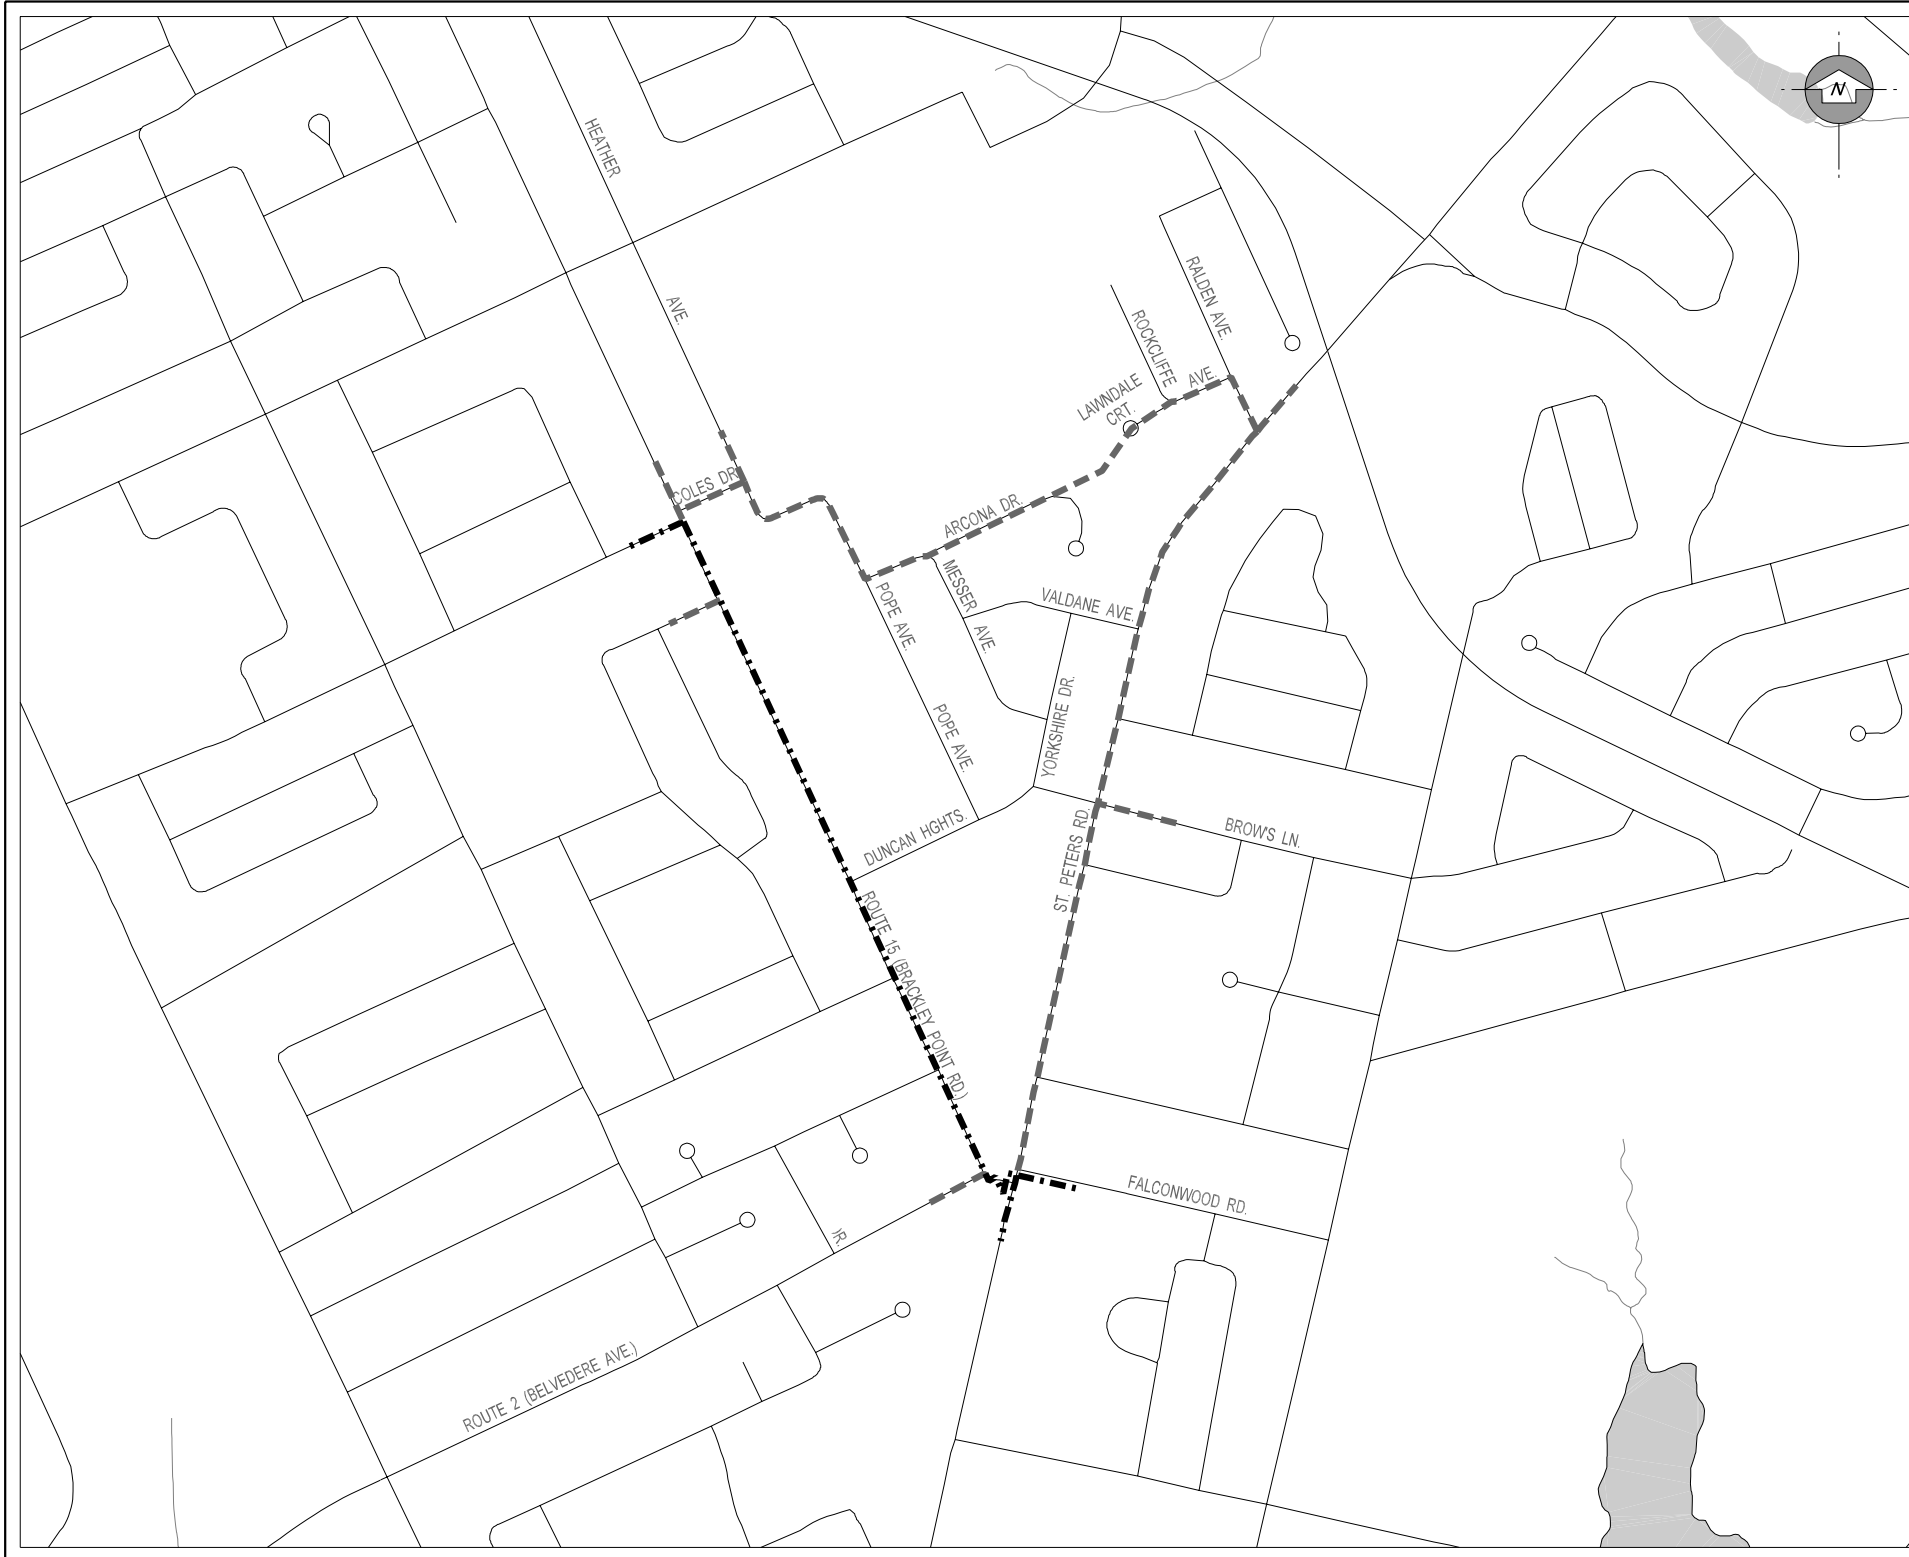 N
HEATHER
AVE.
RALDEN AVE.
ROCKCLIFFE
AVE.
LAWNDALE
CRT.
COLES DR.
ARCONA DR.
MESSER
AVE.
POPE AVE.
VALDANE AVE.
POPE AVE.
YORKSHIRE DR.
DUNCAN HGHTS.
ST. PETERS RD.
BROW'S LN.
ROUTE 15 (BRACKLEY POINT RD.)
FALCONWOOD RD.
R.
ROUTE 2 (BELVEDERE AVE.)